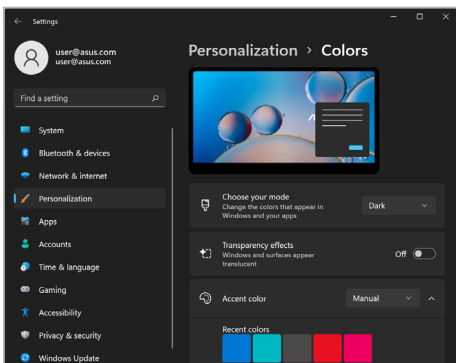 Settings
user@asus.com
user@asus.com
Find a setting
System
Bluetooth & devices
Network & internet
Personalization
Apps
Accounts
Time & language
Gaming
Accessibility
Privacy & security
Windows Update
Personalization > Colors
Choose your mode
Change the colors that appear in
Windows and your apps
Dark
Transparency effects
Windows and surfaces appear
translucent
Off
Accent color
Manual
Recent colors